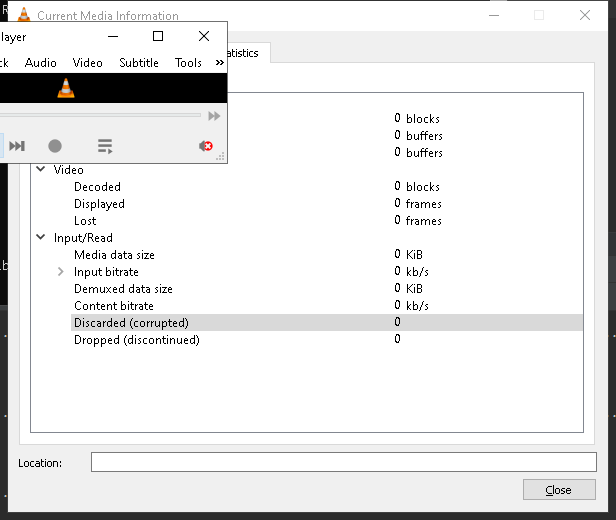 R
Current Media Information
layer
atistics
ck Audio Video Subtitle Tools »
0 blocks
0 buffers
0 buffers
Video
Decoded 0 blocks
Displayed 0 frames
Lost 0 frames
Input/Read
Media data size 0 KiB
Input bitrate 0 kb/s
Demuxed data size 0 KiB
Content bitrate 0 kb/s
Discarded (corrupted) 0
Dropped (discontinued) 0
.b
Location:
Close